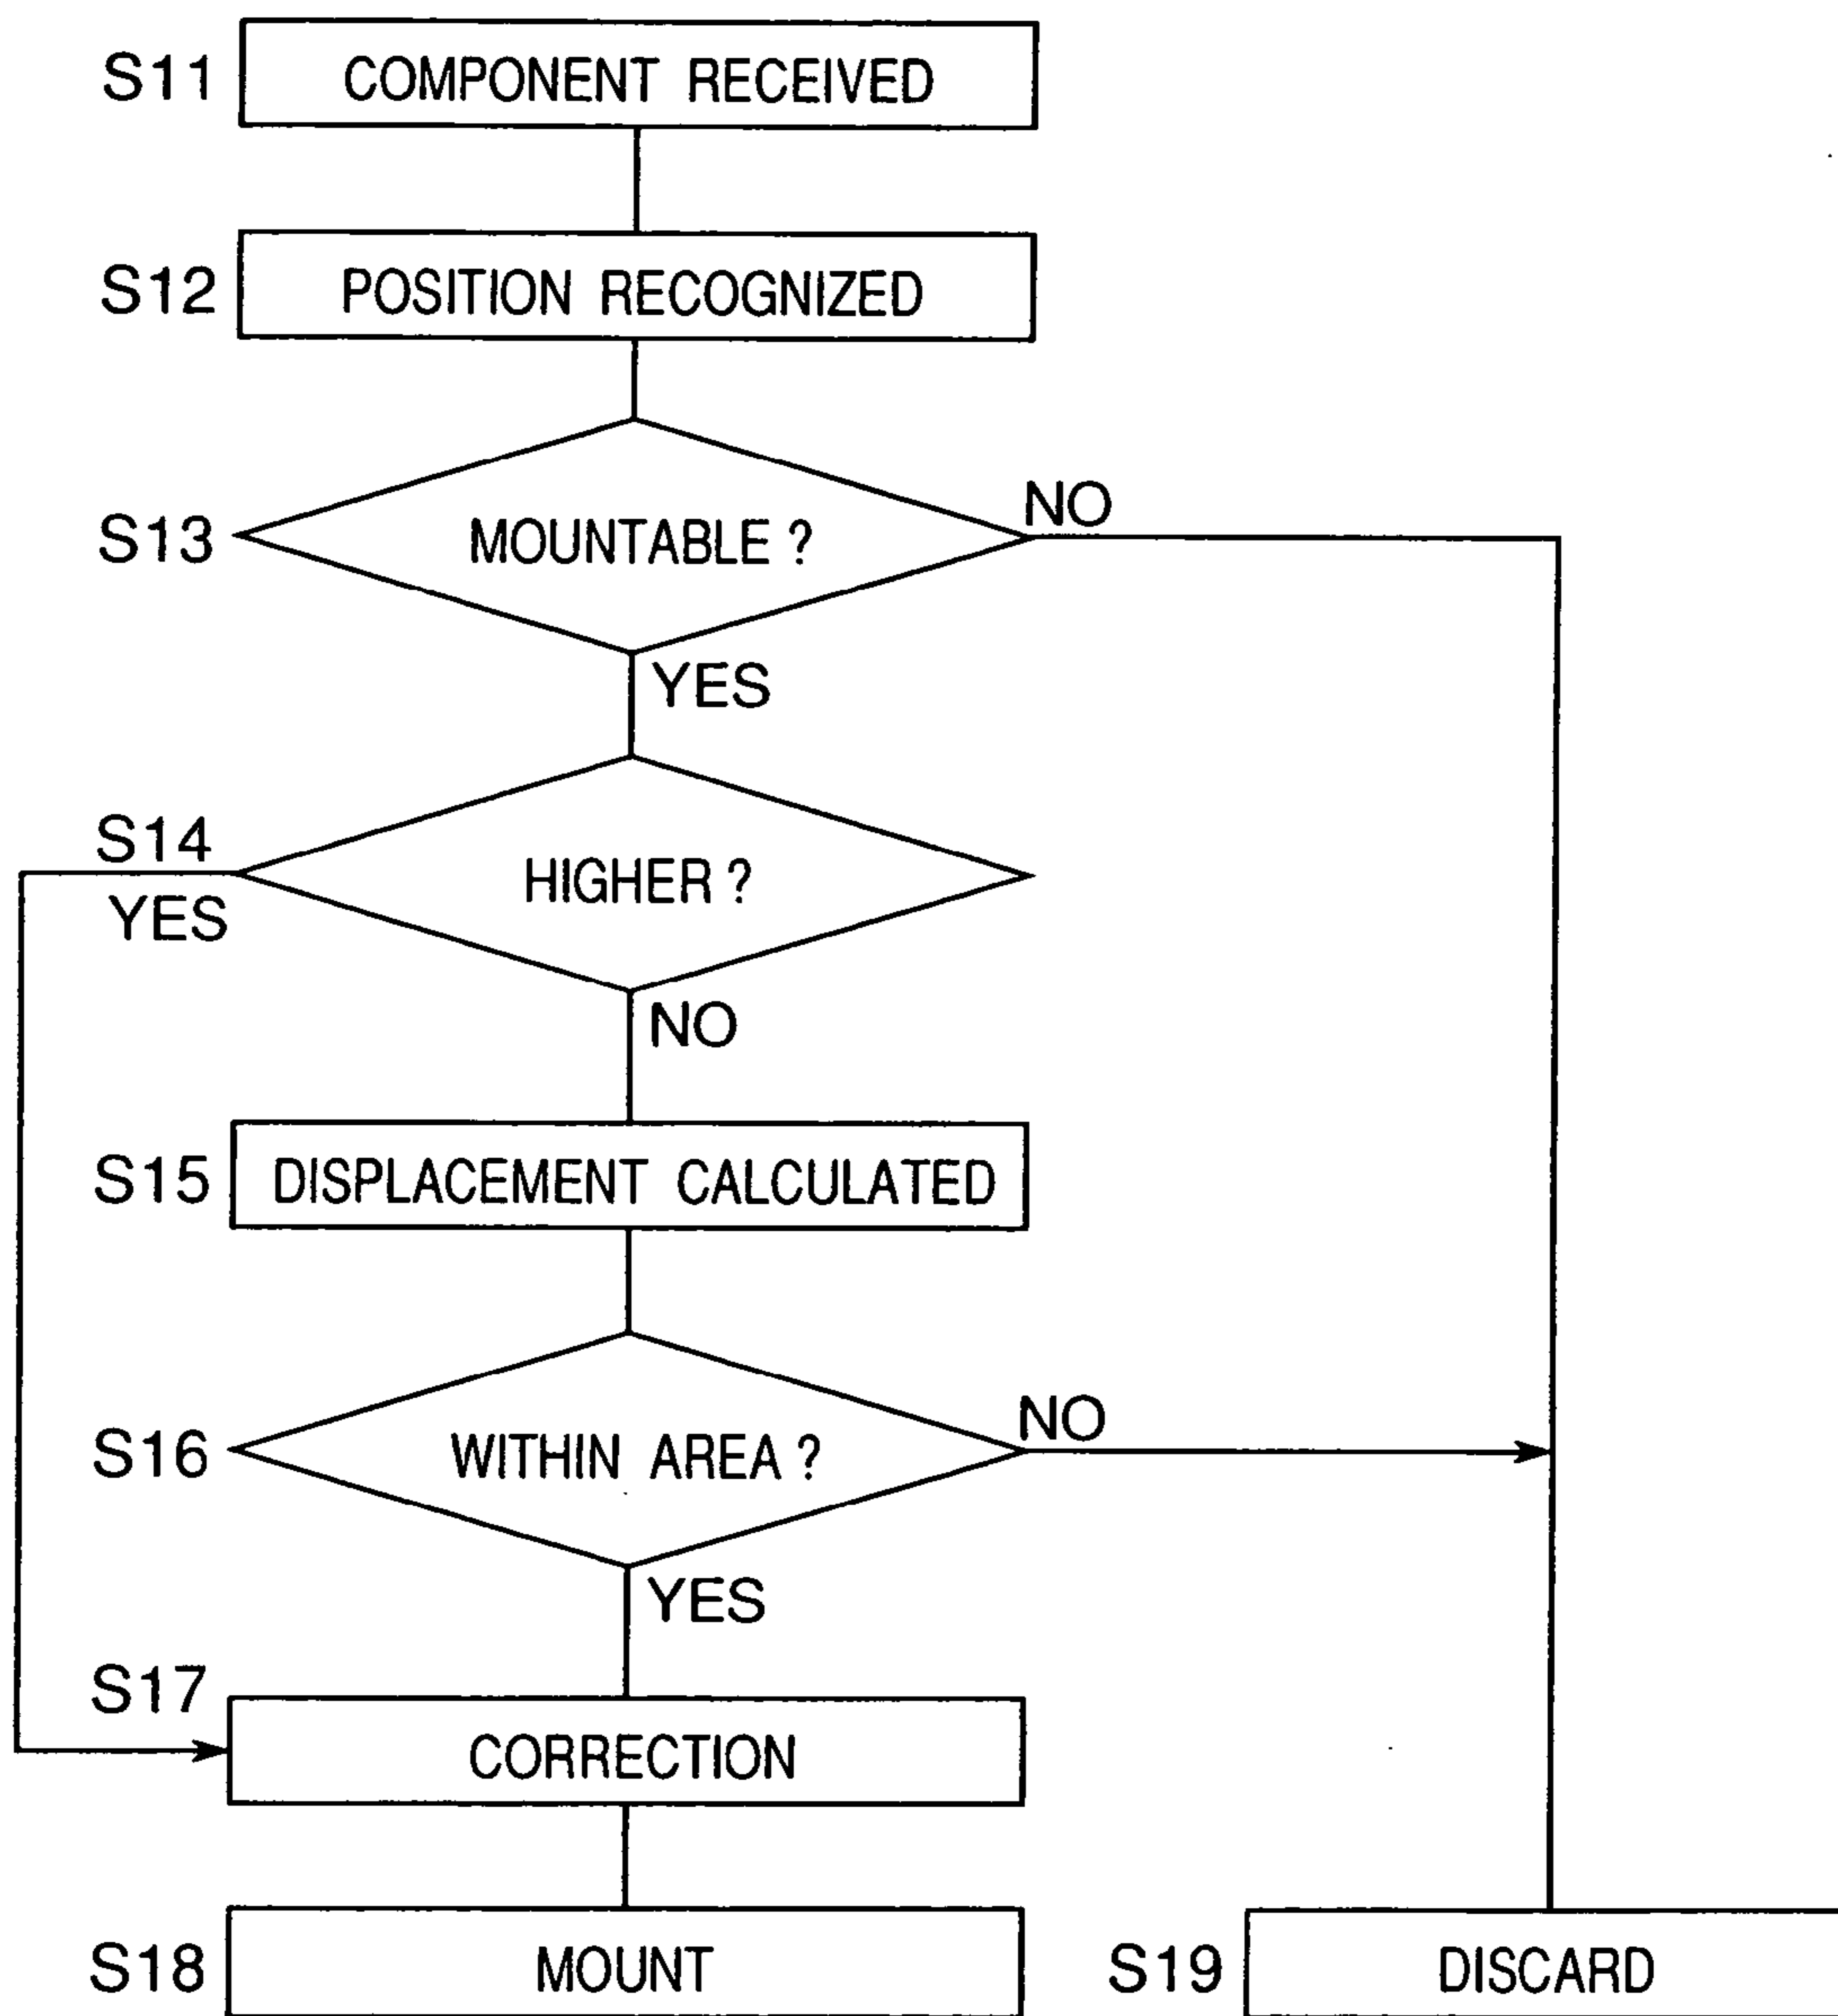 S11 COMPONENT RECEIVED
S12 POSITION RECOGNIZED
S13 MOUNTABLE ?
NO
YES
S14 HIGHER ?
YES
NO
S15 DISPLACEMENT CALCULATED
S16 WITHIN AREA ?
NO
YES
S17 CORRECTION
S18 MOUNT
S19 DISCARD